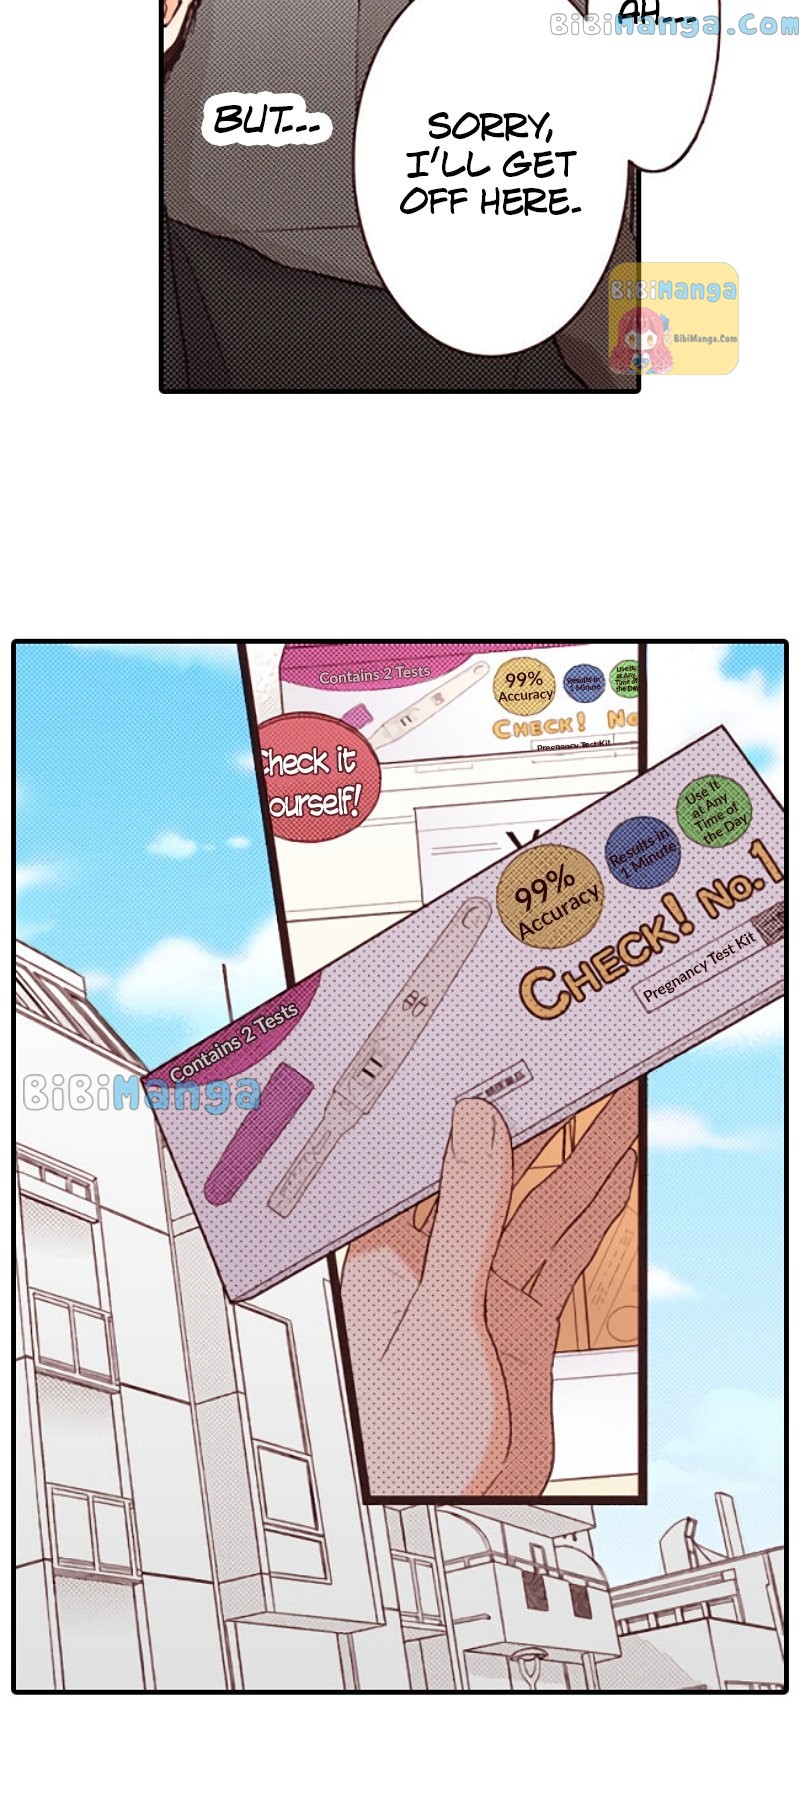 AH...
BiBiManga.Com
BUT...
SORRY,
I'LL GET
OFF HERE.
BiBiManga
BibiManga.Com
Contains 2 Tests
99%
Accuracy
Results in
1 Minute
Use It
at Any
Time of
the Day
CHECK! No
Pregnancy Test Kit
Check it
ourself!
99%
Accuracy
Results in
1 Minute
Use It
at Any
Time of
the Day
CHECK! No.1
Pregnancy Test Kit
Contains 2 Tests
BiBiManga